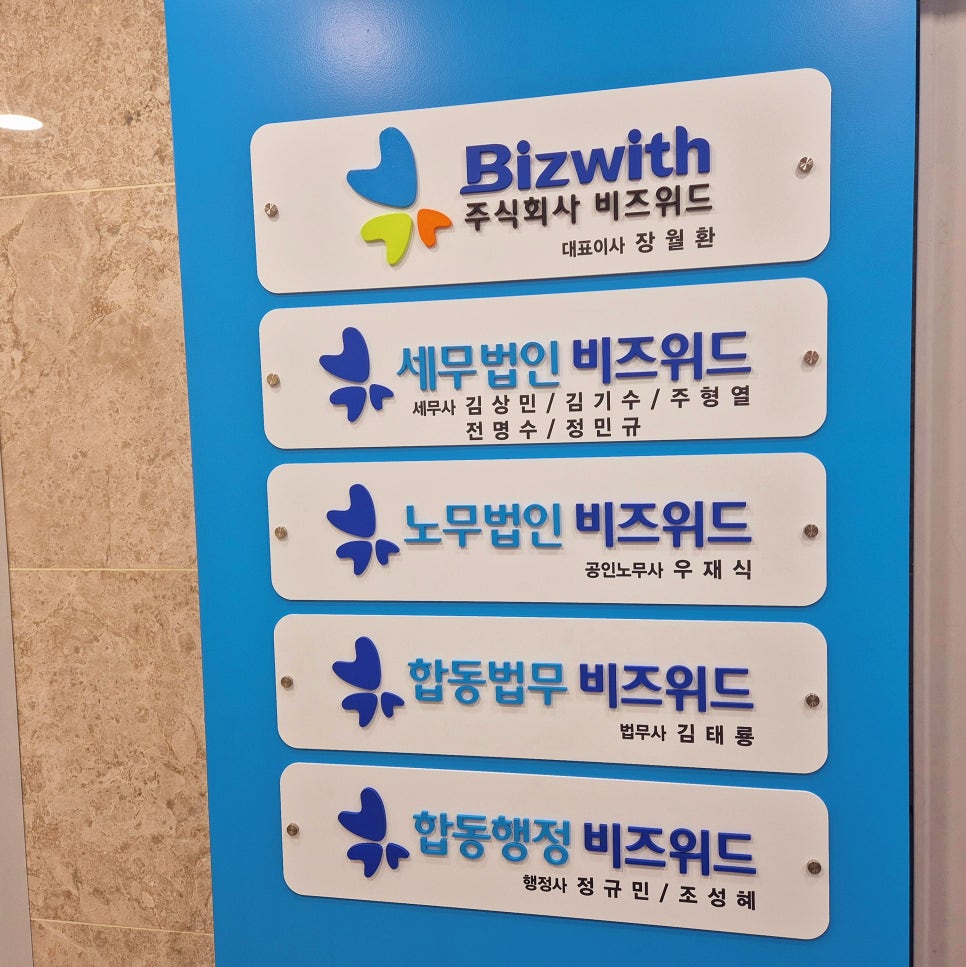 Bizwith
주식회사 비즈위드
대표이사 장 월 환
세무법인 비즈위드
세무사 김 상 민 / 김 기 수 / 주 형 열
전 명 수 / 정 민 규
노무법인 비즈위드
공인노무사 우 재 식
합동법무 비즈위드
법무사 김 태 룡
합동행정 비즈위드
행정사 정 규 민 / 조 성 혜